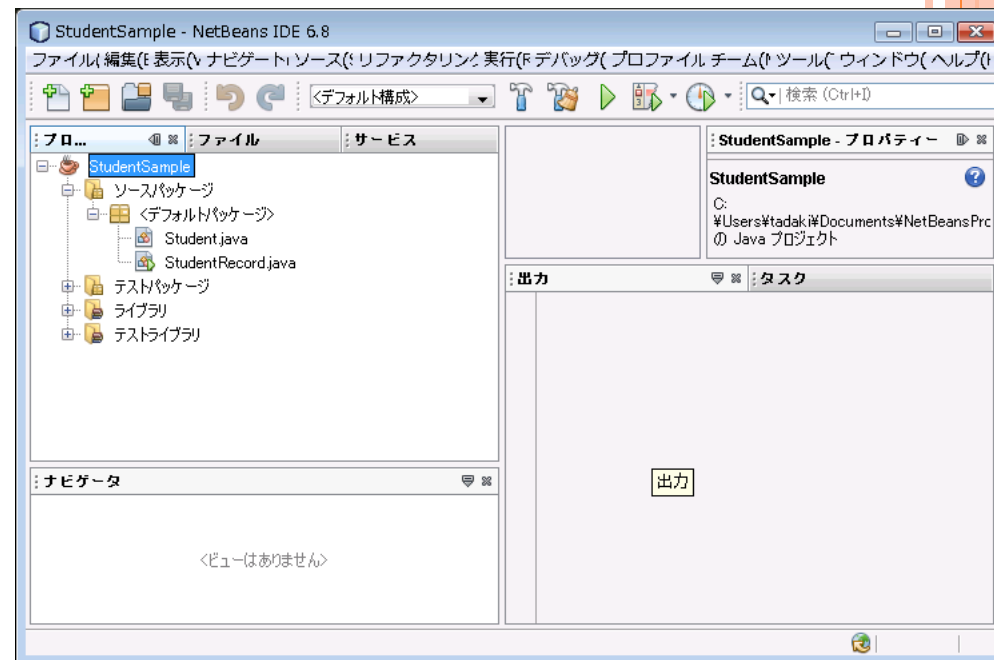 StudentSample - NetBeans IDE 6.8
ファイル( 編集(E 表示(V ナビゲート( ソース(S リファクタリング 実行(R デバッグ( プロファイル チーム(M ツール( ウィンドウ( ヘルプ(H
<デフォルト構成>
検索 (Ctrl+I)
プロ...
ファイル
サービス
StudentSample
ソースパッケージ
<デフォルトパッケージ>
Student.java
StudentRecord.java
テストパッケージ
ライブラリ
テストライブラリ
ナビゲータ
<ビューはありません>
StudentSample - プロパティー
StudentSample
C:
¥Users¥tadaki¥Documents¥NetBeansPro
の Java プロジェクト
出力
タスク
出力